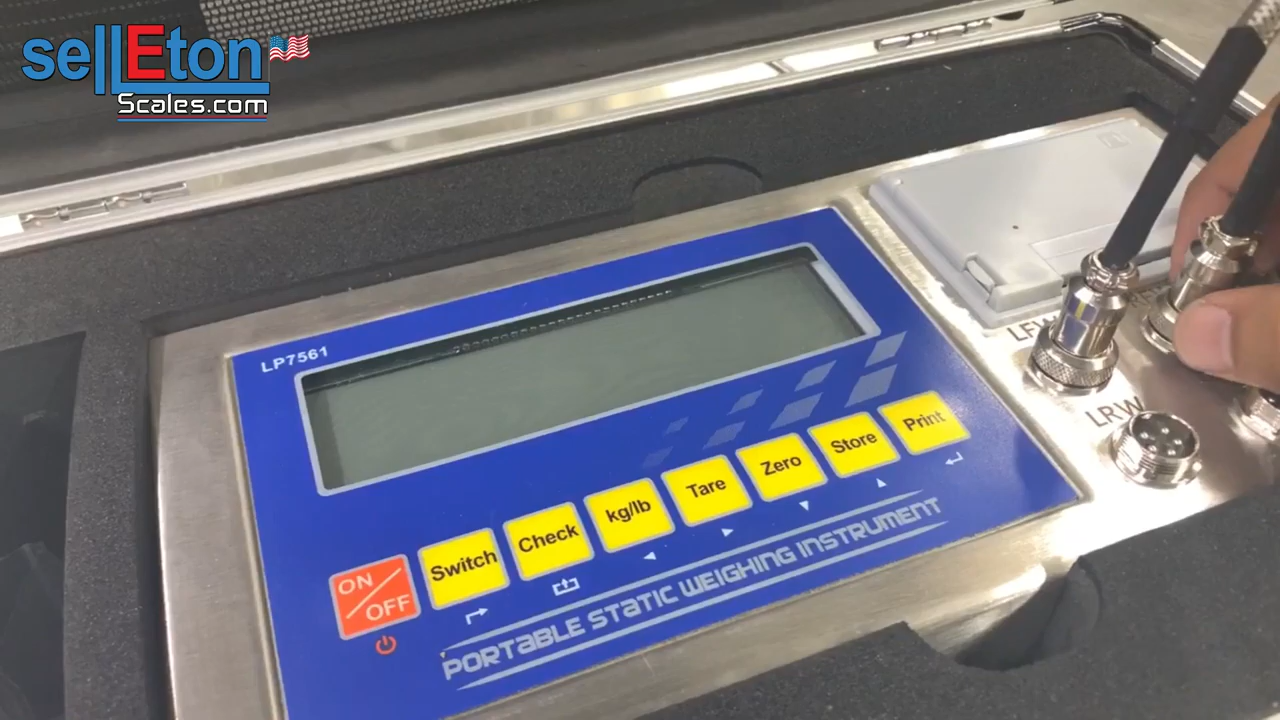 sellEton
Scales.com
LP7561
LFW
LRW
ON
OFF
Switch
Check
kg/lb
Tare
Zero
Store
Print
PORTABLE STATIC WEIGHING INSTRUMENT